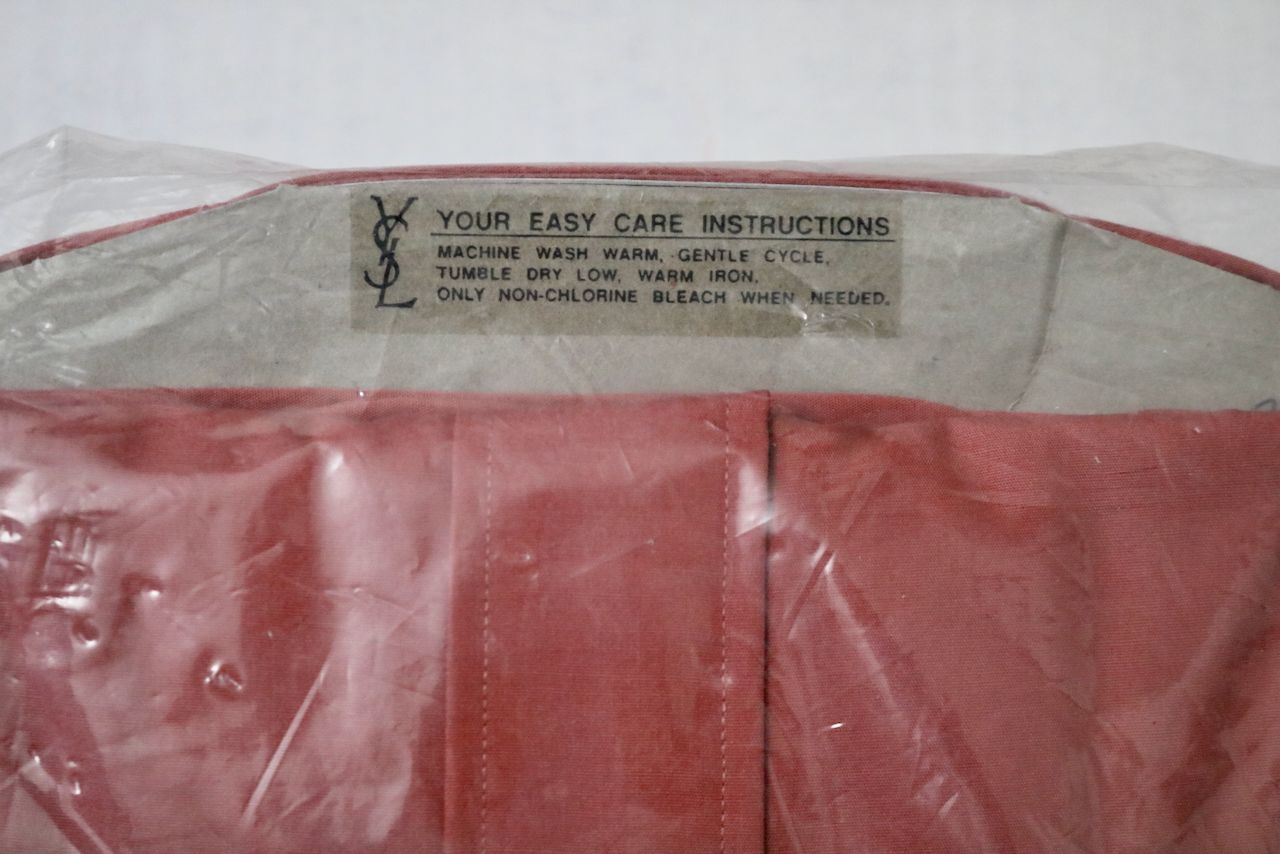 YSL
YOUR EASY CARE INSTRUCTIONS
MACHINE WASH WARM, GENTLE CYCLE,
TUMBLE DRY LOW, WARM IRON,
ONLY NON-CHLORINE BLEACH WHEN NEEDED.